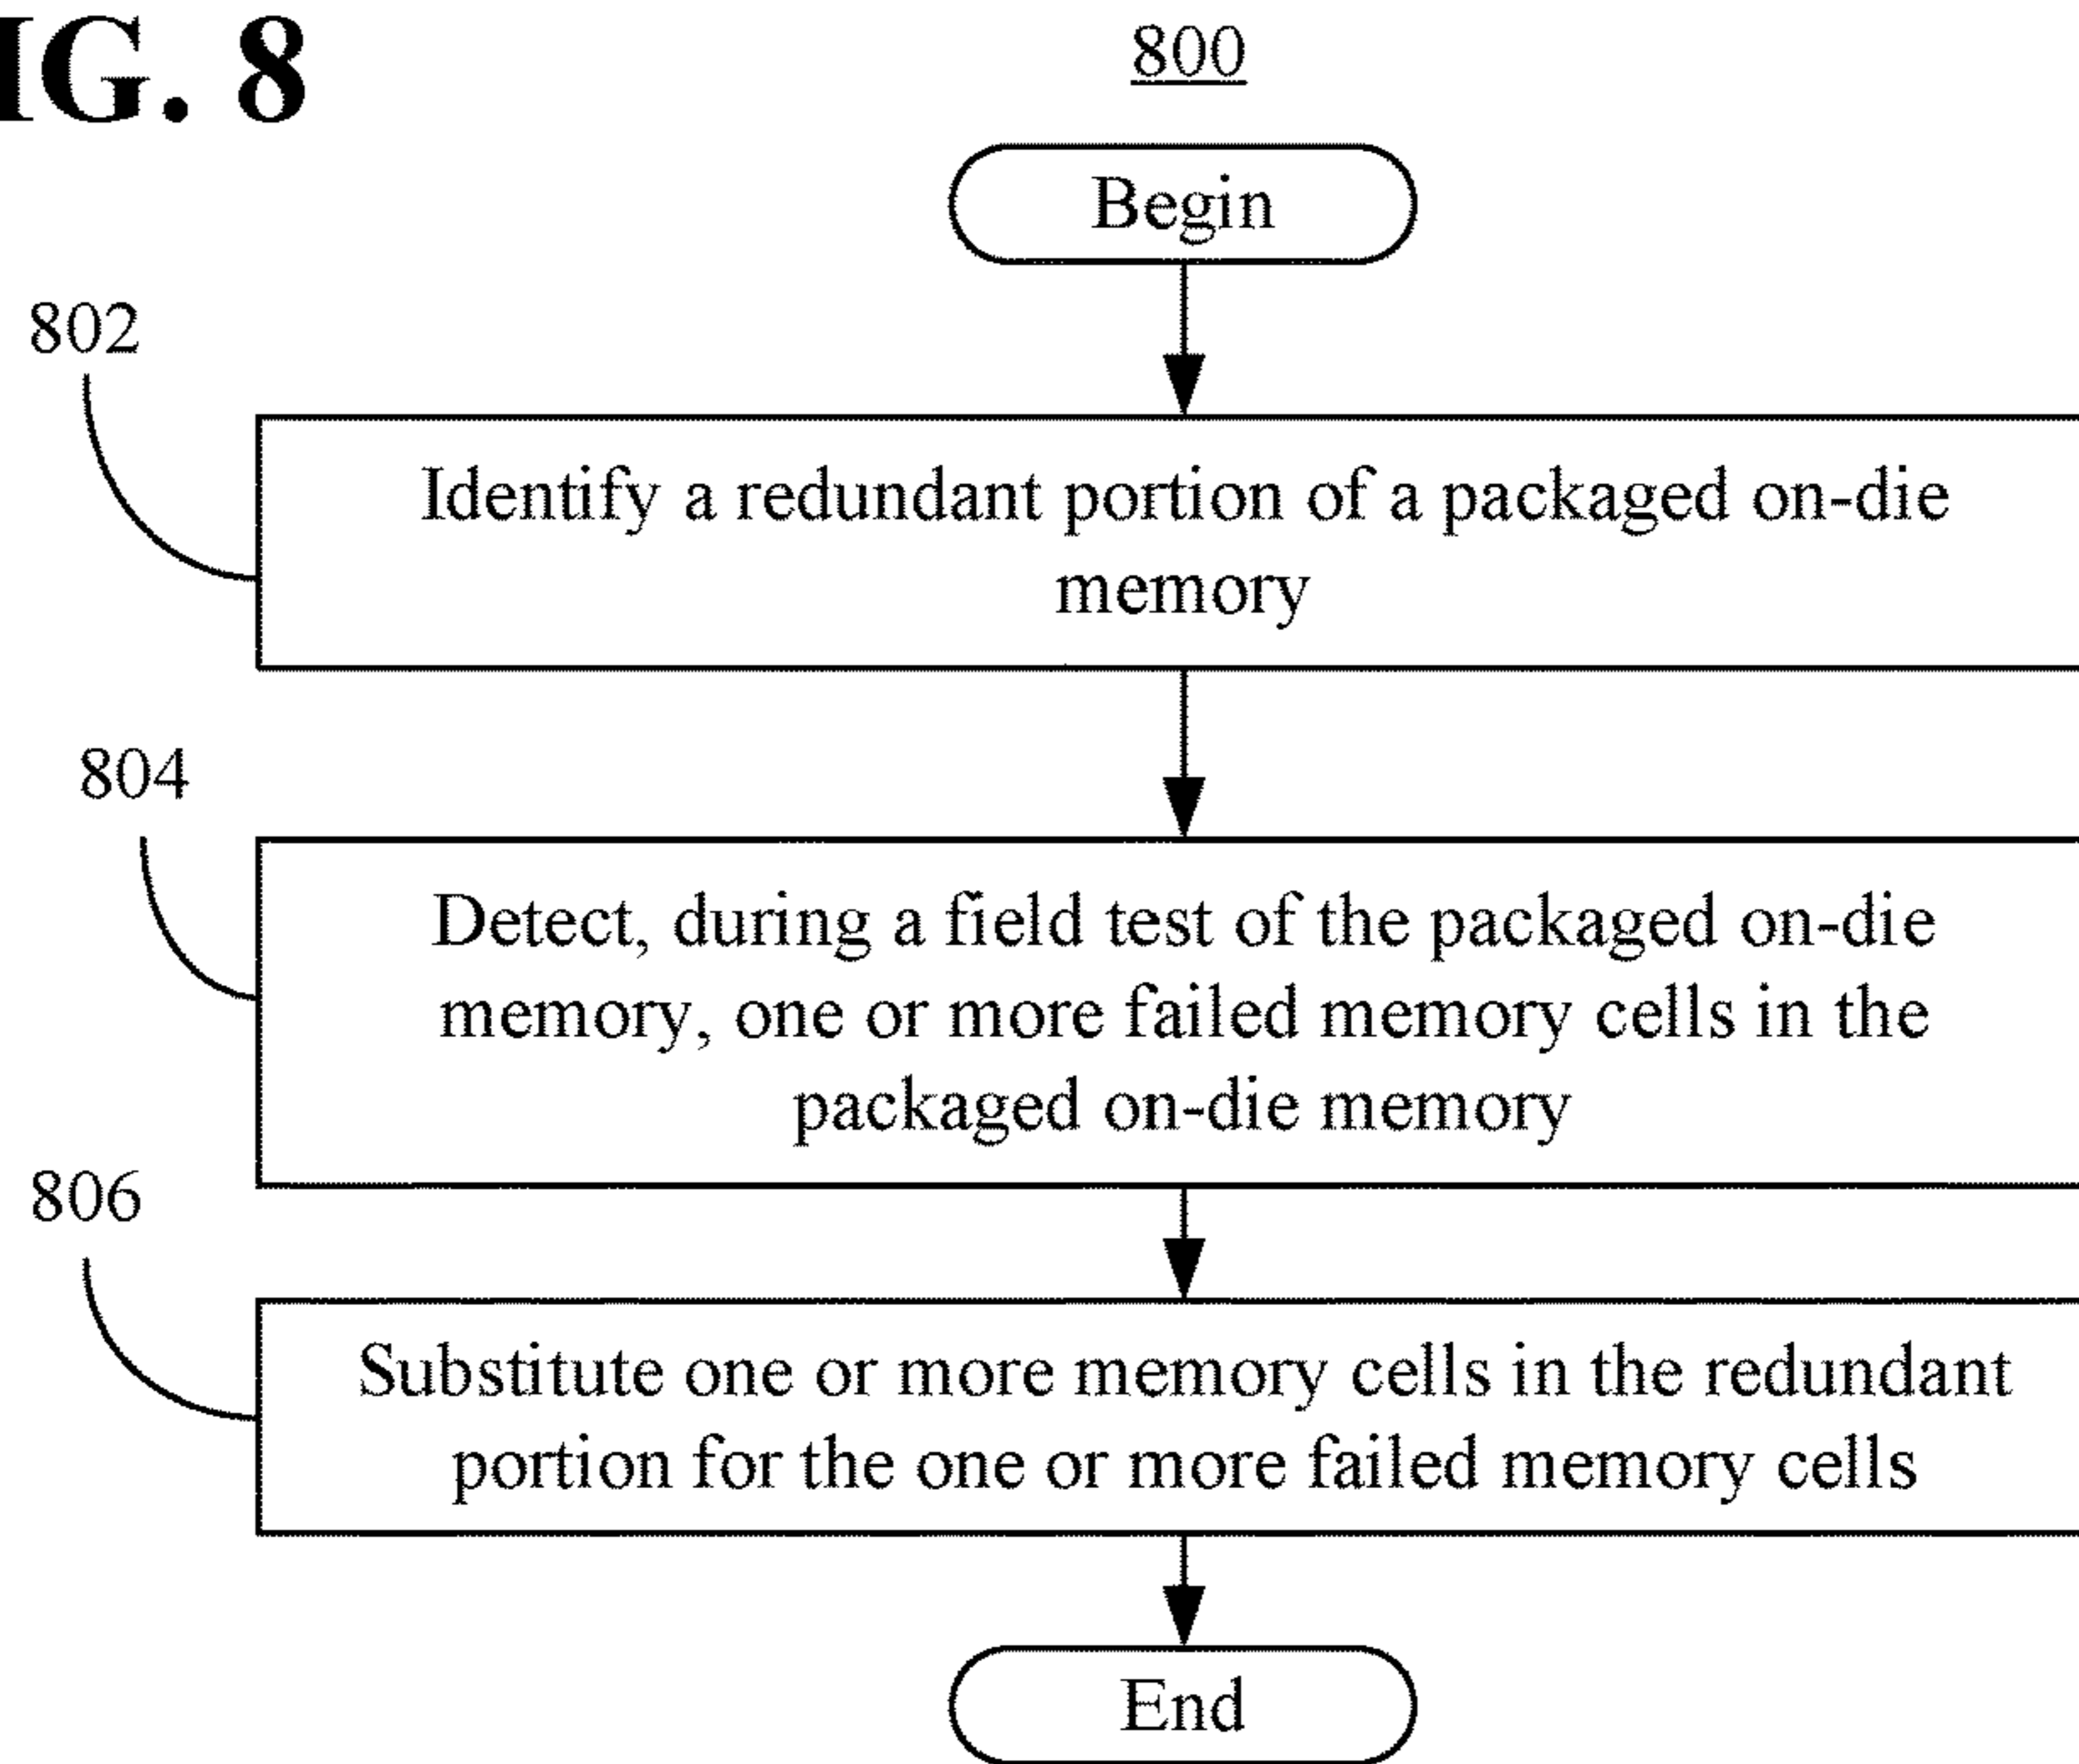 IG. 8
800
Begin
802
Identify a redundant portion of a packaged on-die
memory
804
Detect, during a field test of the packaged on-die
memory, one or more failed memory cells in the
packaged on-die memory
806
Substitute one or more memory cells in the redundant
portion for the one or more failed memory cells
End